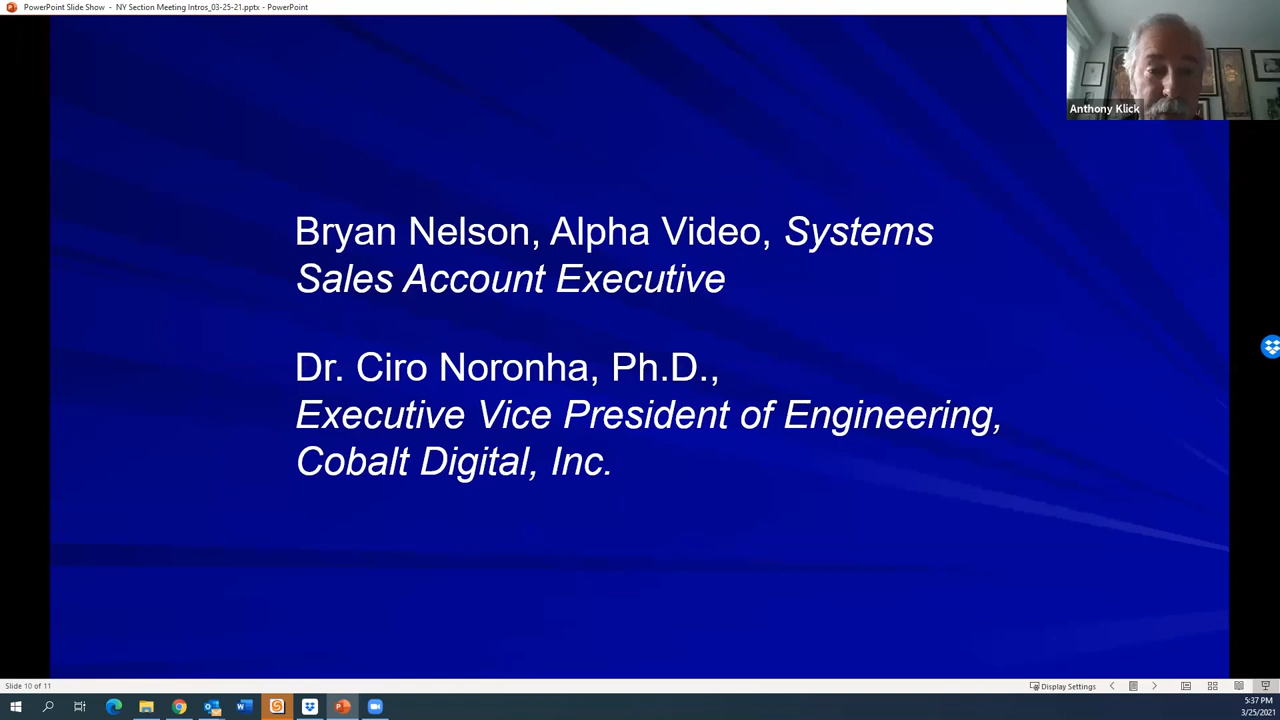 PowerPoint Slide Show - NY Section Meeting Intros_03-25-21.pptx - PowerPoint
Anthony Klick
Bryan Nelson, Alpha Video, Systems
Sales Account Executive
Dr. Ciro Noronha, Ph.D.,
Executive Vice President of Engineering,
Cobalt Digital, Inc.
Slide 10 of 11
Display Settings
5:37 PM
3/25/2021